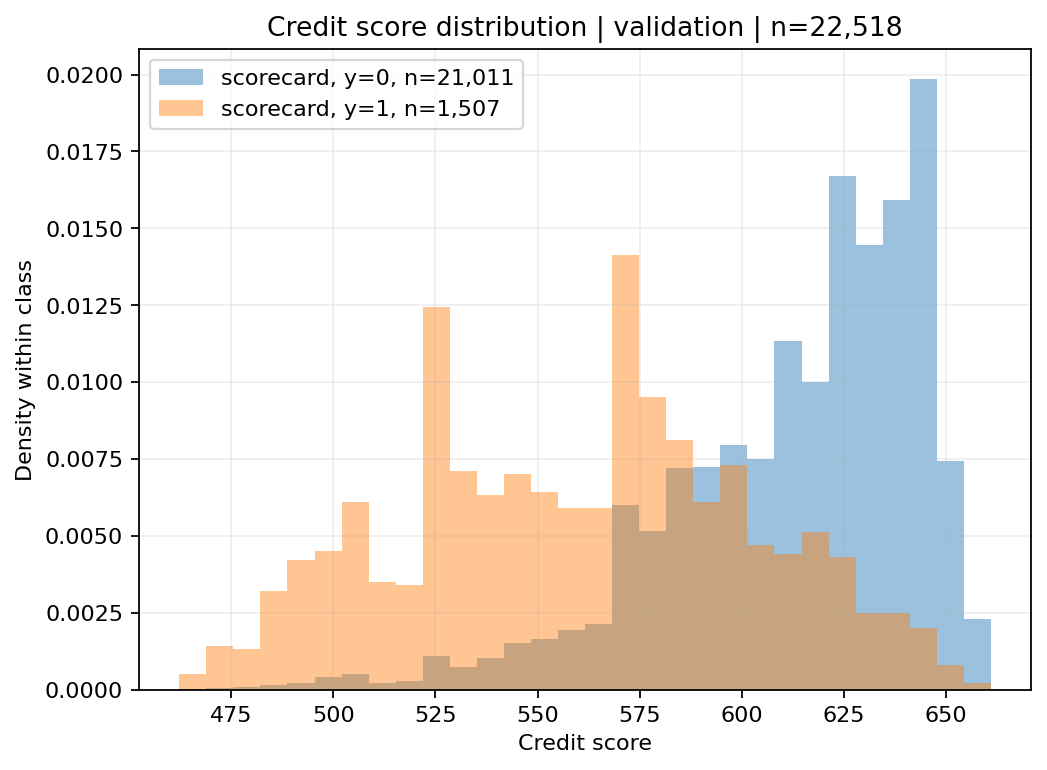 Credit score distribution | validation | n=22,518
scorecard, y=0, n=21,011
scorecard, y=1, n=1,507
Density within class
0.0200
0.0175
0.0150
0.0125
0.0100
0.0075
0.0050
0.0025
0.0000
475 500 525 550 575 600 625 650
Credit score